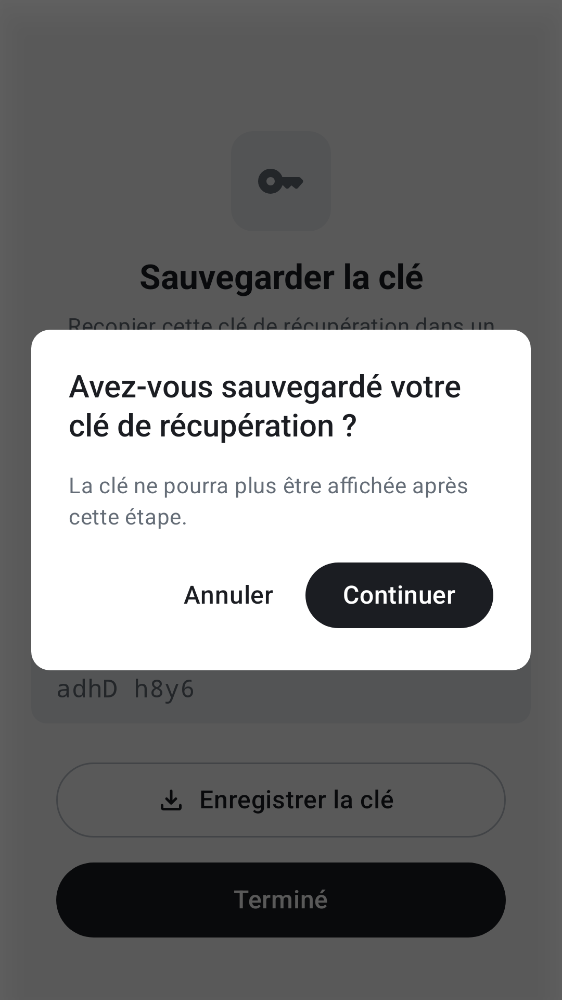 Sauvegarder la clé
Recopier cette clé de récupération dans un
Avez-vous sauvegardé votre
clé de récupération ?
La clé ne pourra plus être affichée après
cette étape.
Annuler
Continuer
adhD h8y6
Enregistrer la clé
Terminé